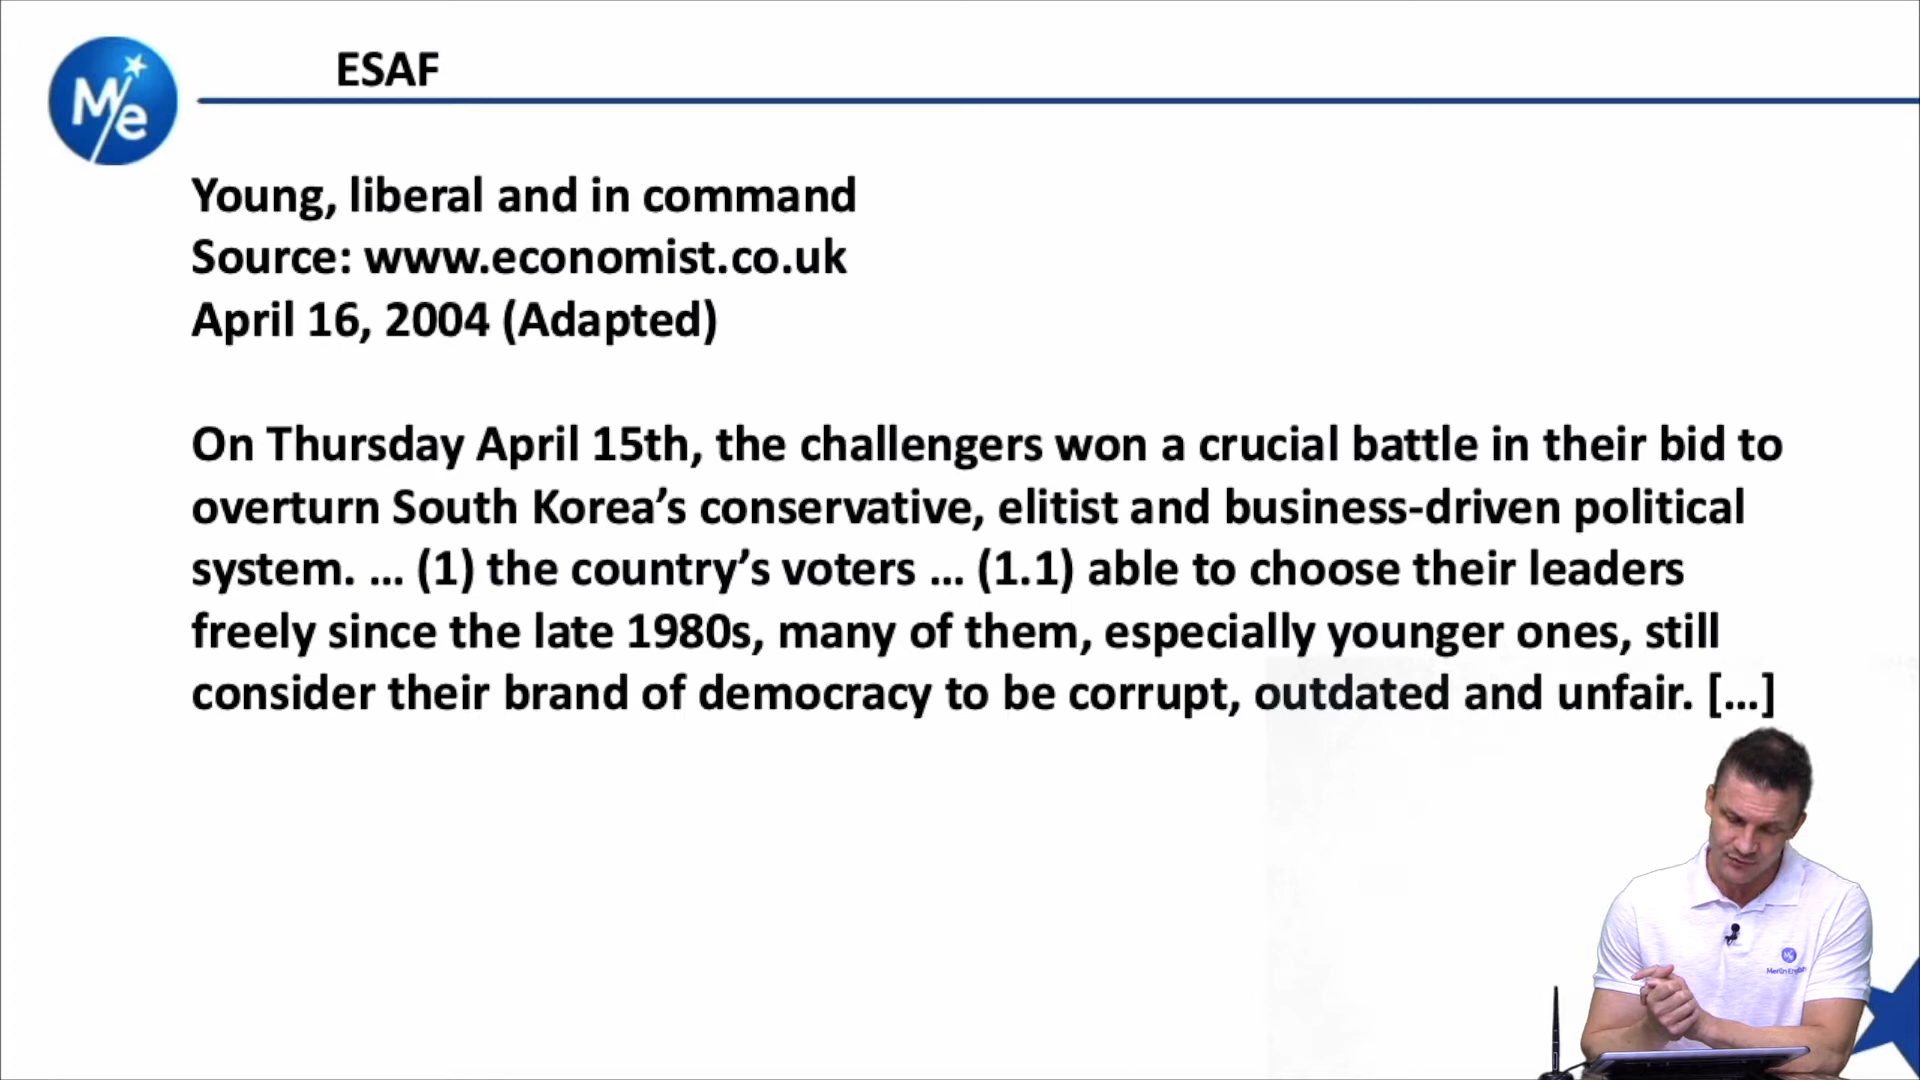 M/e
ESAF
Young, liberal and in command
Source: www.economist.co.uk
April 16, 2004 (Adapted)
On Thursday April 15th, the challengers won a crucial battle in their bid to
overturn South Korea’s conservative, elitist and business-driven political
system. ... (1) the country’s voters ... (1.1) able to choose their leaders
freely since the late 1980s, many of them, especially younger ones, still
consider their brand of democracy to be corrupt, outdated and unfair. [...]
Merlin English